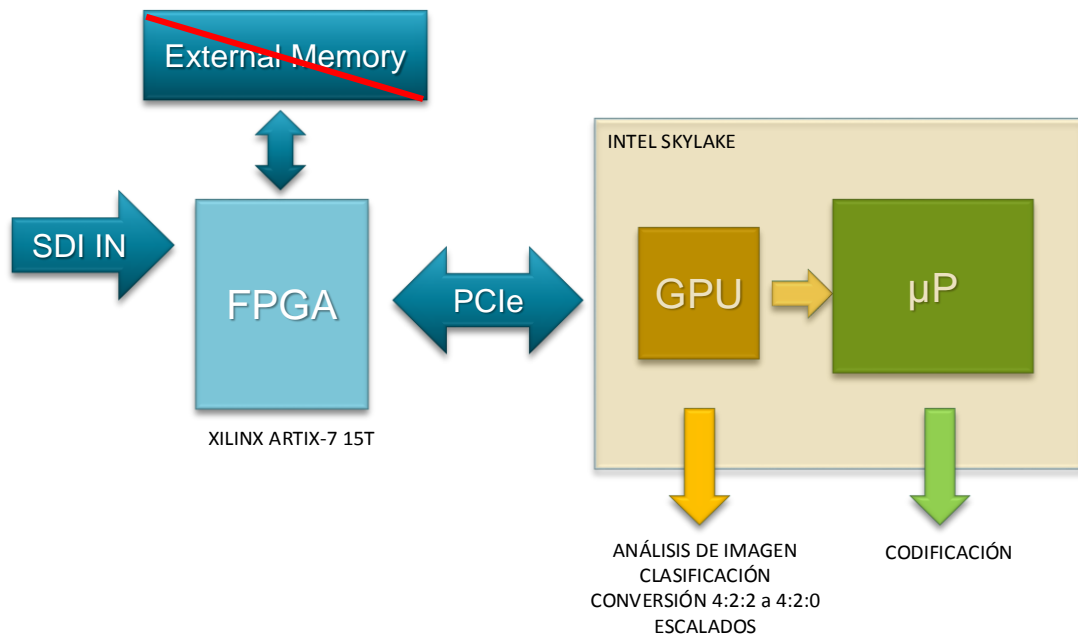 External Memory
INTEL SKYLAKE
SDI IN
FPGA
PCIe
GPU
µP
XILINX ARTIX-7 15T
ANÁLISIS DE IMAGEN
CLASIFICACIÓN
CONVERSIÓN 4:2:2 a 4:2:0
ESCALADOS
CODIFICACIÓN